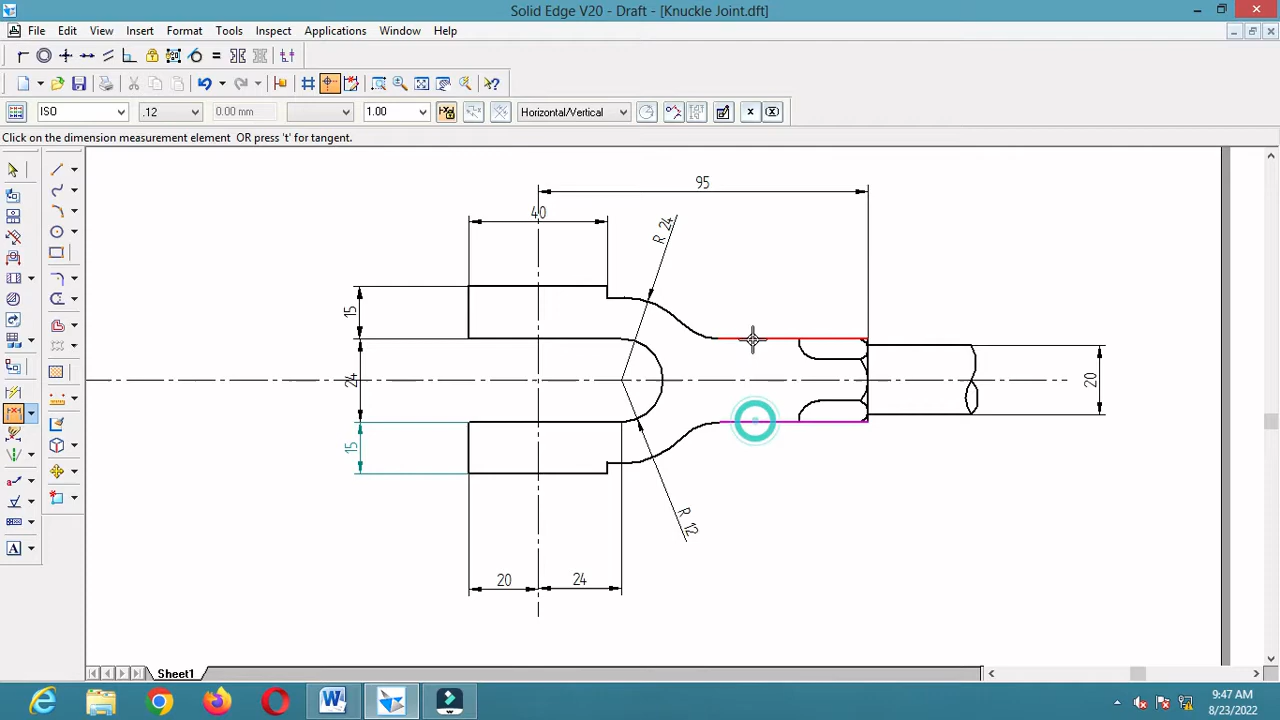 Solid Edge V20 - Draft - [Knuckle Joint.dft]
File Edit View Insert Format Tools Inspect Applications Window Help
ISO .12 0.00 mm 1.00 Horizontal/Vertical
Click on the dimension measurement element OR press 't' for tangent.
95
40
R 24
15
24
20
15
R 12
20 24
Sheet1
9:47 AM
8/23/2022